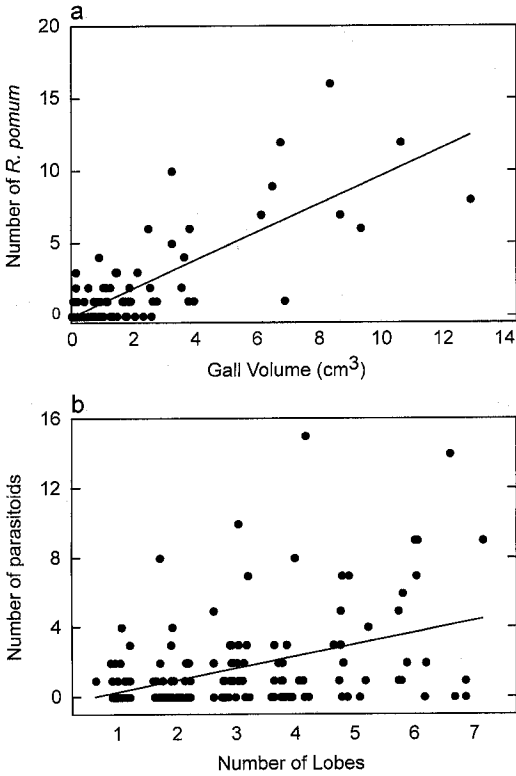 a
20
15
10
5
0
Number of R. pomum
0 2 4 6 8 10 12 14
Gall Volume (cm³)
b
16
12
8
4
0
Number of parasitoids
1 2 3 4 5 6 7
Number of Lobes